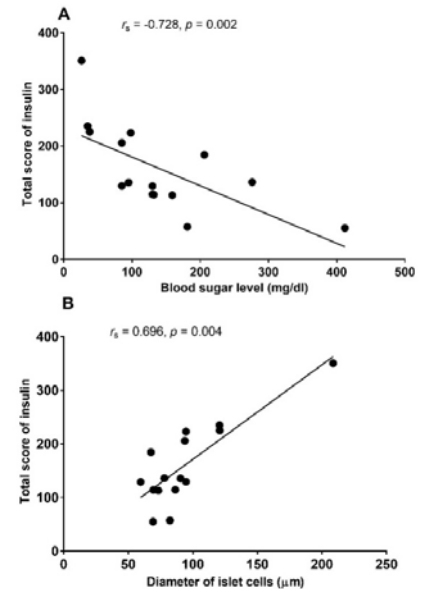 A
rs = -0.728, p = 0.002
400
300
200
100
0
Total score of insulin
0 100 200 300 400 500
Blood sugar level (mg/dl)
B
rs = 0.696, p = 0.004
400
300
200
100
0
Total score of insulin
0 50 100 150 200 250
Diameter of islet cells (μm)